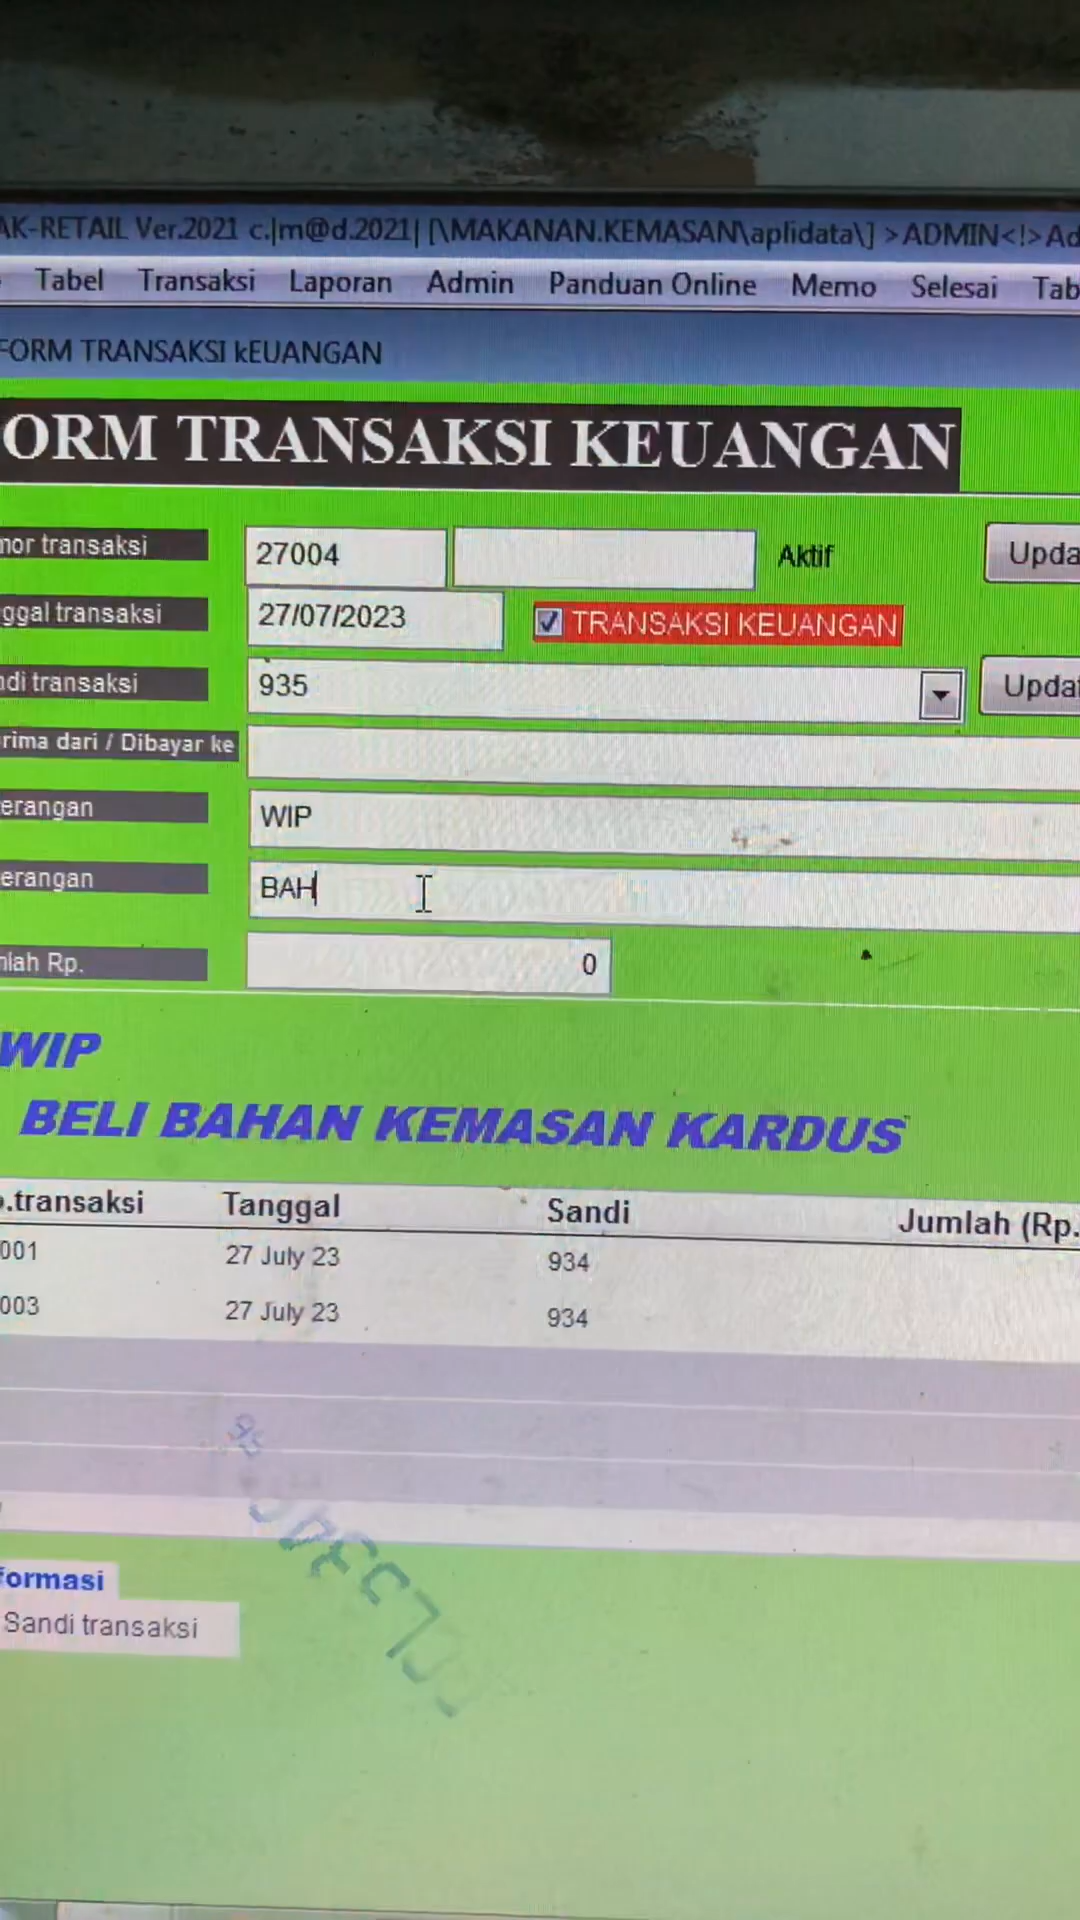 AK-RETAIL Ver.2021 c.|m@d.2021| [\MAKANAN.KEMASAN\aplidata\] >ADMIN<!>Ad
Tabel Transaksi Laporan Admin Panduan Online Memo Selesai Tab
FORM TRANSAKSI kEUANGAN
ORM TRANSAKSI KEUANGAN
mor transaksi 27004 Aktif Upda
ggal transaksi 27/07/2023 TRANSAKSI KEUANGAN
ndi transaksi 935 Updat
rima dari / Dibayar ke
erangan WIP
erangan BAH
mlah Rp. 0
WIP
BELI BAHAN KEMASAN KARDUS
.transaksi Tanggal Sandi Jumlah (Rp.
001 27 July 23 934
003 27 July 23 934
formasi
Sandi transaksi